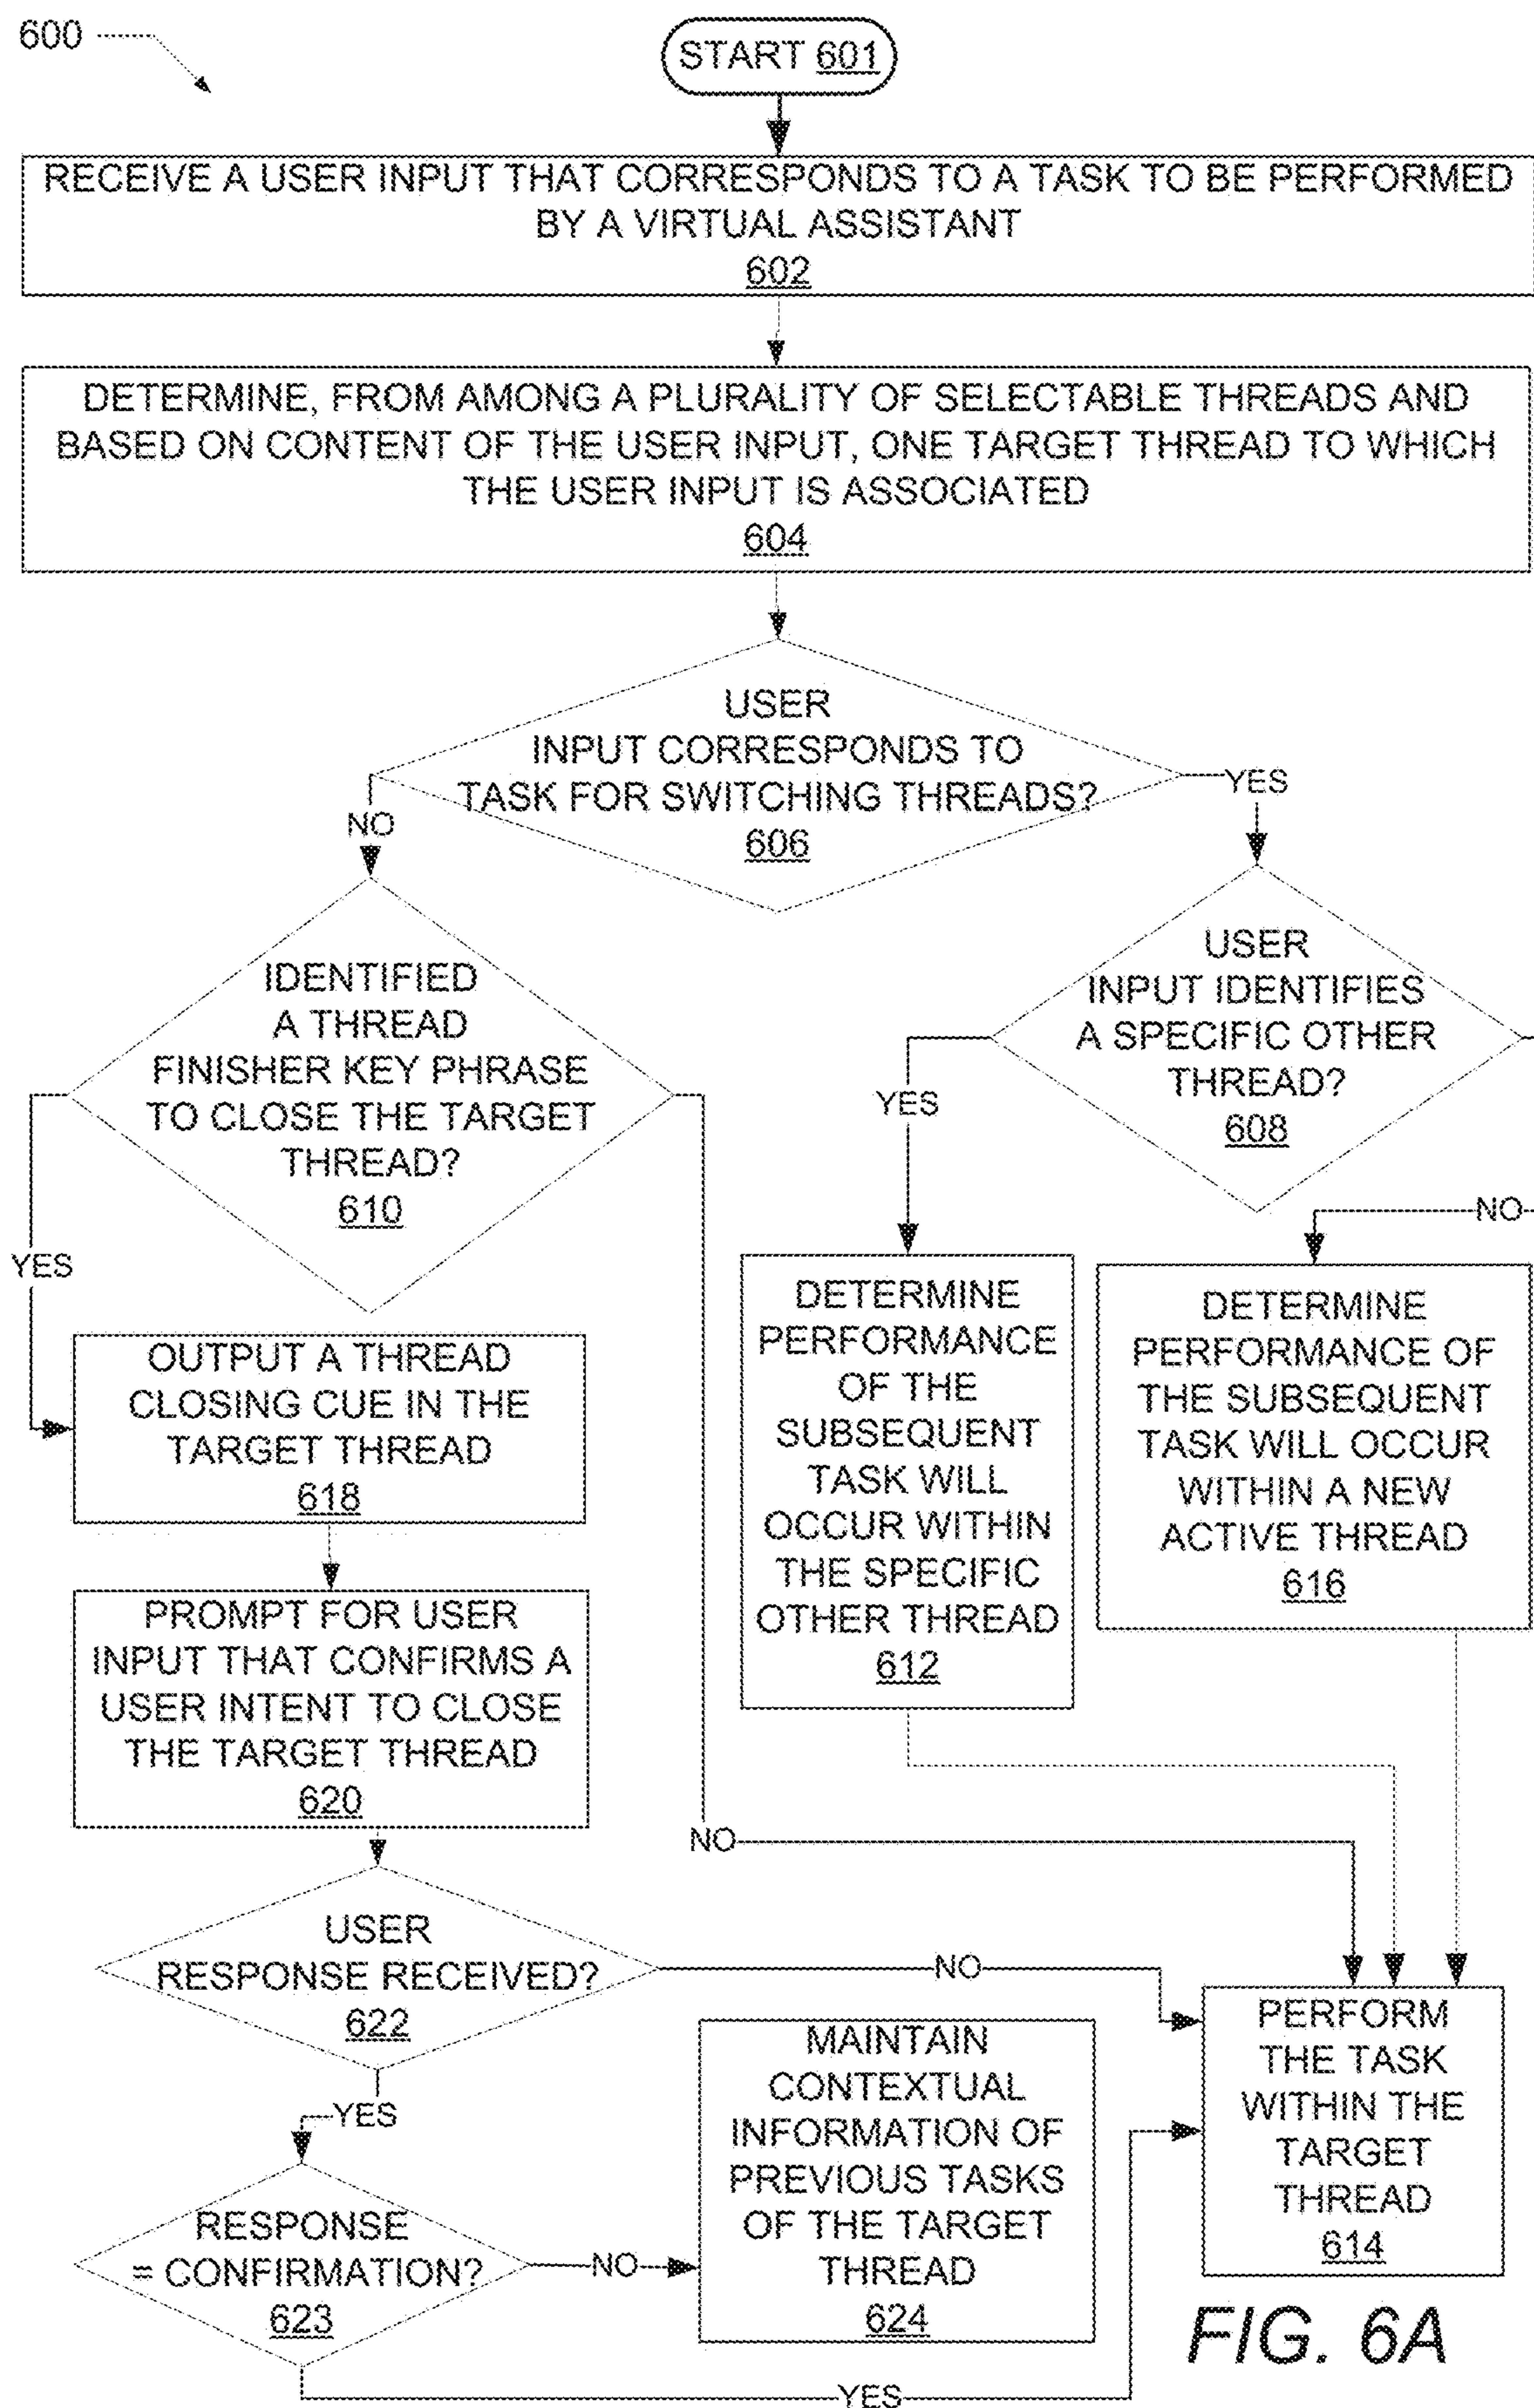 600
START 601
RECEIVE A USER INPUT THAT CORRESPONDS TO A TASK TO BE PERFORMED
BY A VIRTUAL ASSISTANT
602
DETERMINE, FROM AMONG A PLURALITY OF SELECTABLE THREADS AND
BASED ON CONTENT OF THE USER INPUT, ONE TARGET THREAD TO WHICH
THE USER INPUT IS ASSOCIATED
604
USER
INPUT CORRESPONDS TO
TASK FOR SWITCHING THREADS?
606
NO
YES
IDENTIFIED
A THREAD
FINISHER KEY PHRASE
TO CLOSE THE TARGET
THREAD?
610
USER
INPUT IDENTIFIES
A SPECIFIC OTHER
THREAD?
608
YES
YES
NO
DETERMINE
PERFORMANCE
OF THE
SUBSEQUENT
TASK WILL
OCCUR WITHIN
THE SPECIFIC
OTHER THREAD
612
DETERMINE
PERFORMANCE OF
THE SUBSEQUENT
TASK WILL OCCUR
WITHIN A NEW
ACTIVE THREAD
616
OUTPUT A THREAD
CLOSING CUE IN THE
TARGET THREAD
618
PROMPT FOR USER
INPUT THAT CONFIRMS A
USER INTENT TO CLOSE
THE TARGET THREAD
620
NO
USER
RESPONSE RECEIVED?
622
NO
YES
MAINTAIN
CONTEXTUAL
INFORMATION OF
PREVIOUS TASKS
OF THE TARGET
THREAD
624
PERFORM
THE TASK
WITHIN THE
TARGET
THREAD
614
RESPONSE
= CONFIRMATION?
623
NO
YES
FIG. 6A